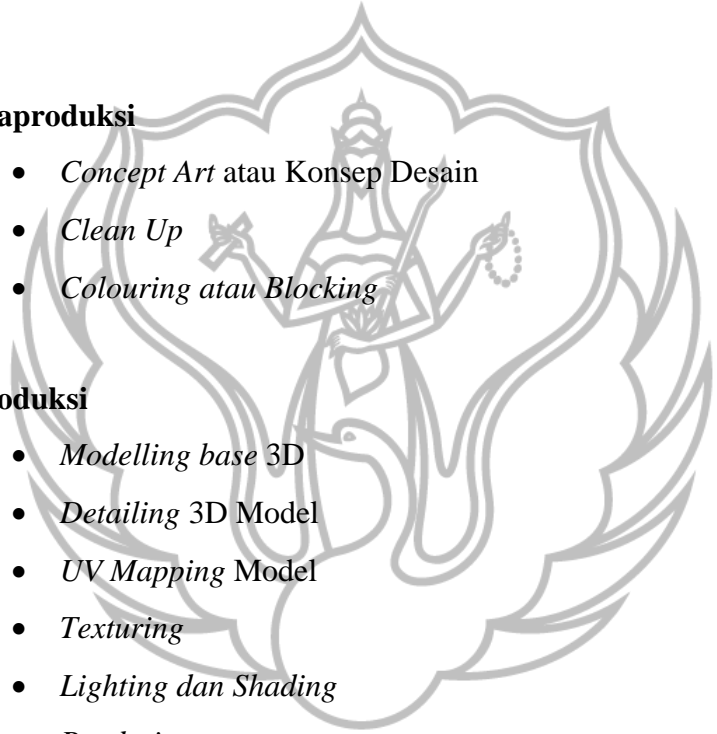 aproduksi
• Concept Art atau Konsep Desain
• Clean Up
• Colouring atau Blocking
oduksi
• Modelling base 3D
• Detailing 3D Model
• UV Mapping Model
• Texturing
• Lighting dan Shading